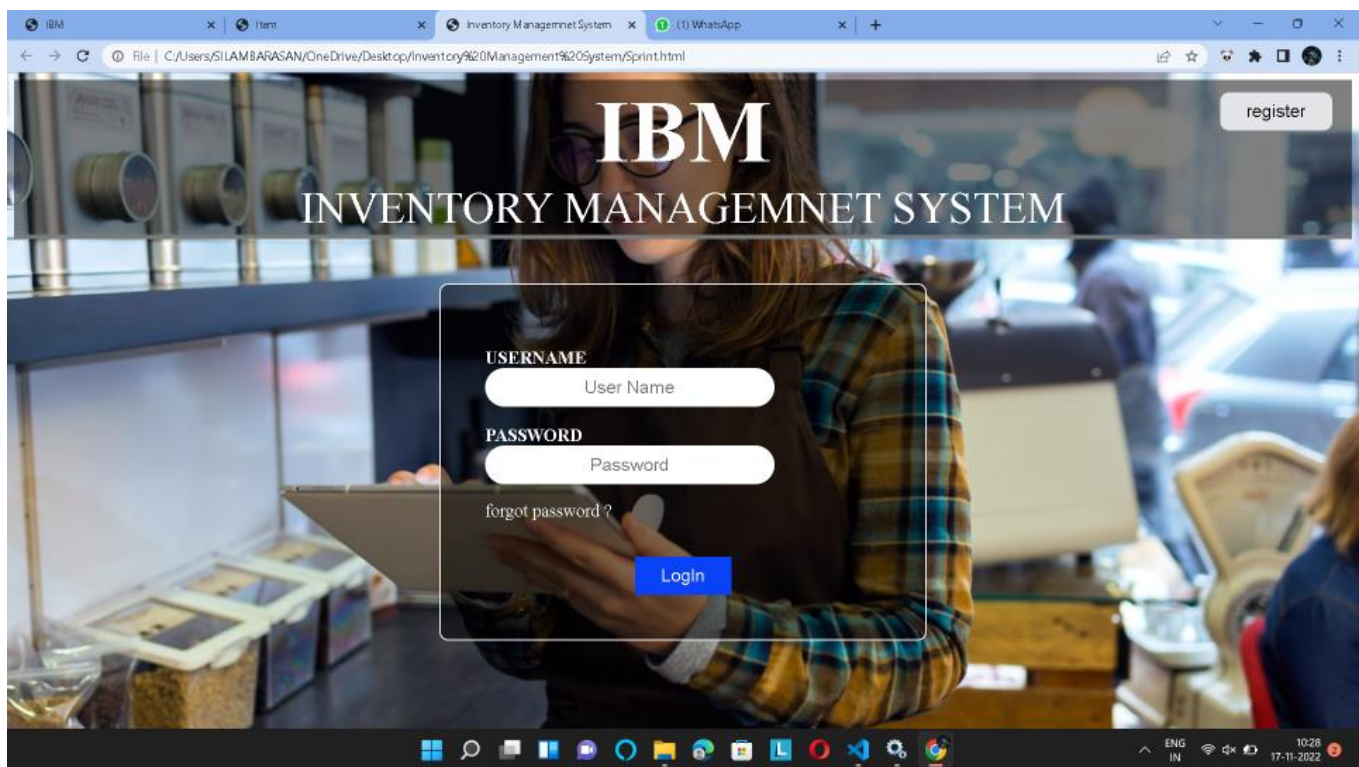 IBM
Item
Inventory Managemnet System
(1) WhatsApp
File | C:/Users/SILAMBARASAN/OneDrive/Desktop/Inventory%20Management%20System/Sprint.html
register
IBM
INVENTORY MANAGEMNET SYSTEM
USERNAME
User Name
PASSWORD
Password
forgot password ?
LogIn
ENG
IN
10:28
17-11-2022
2